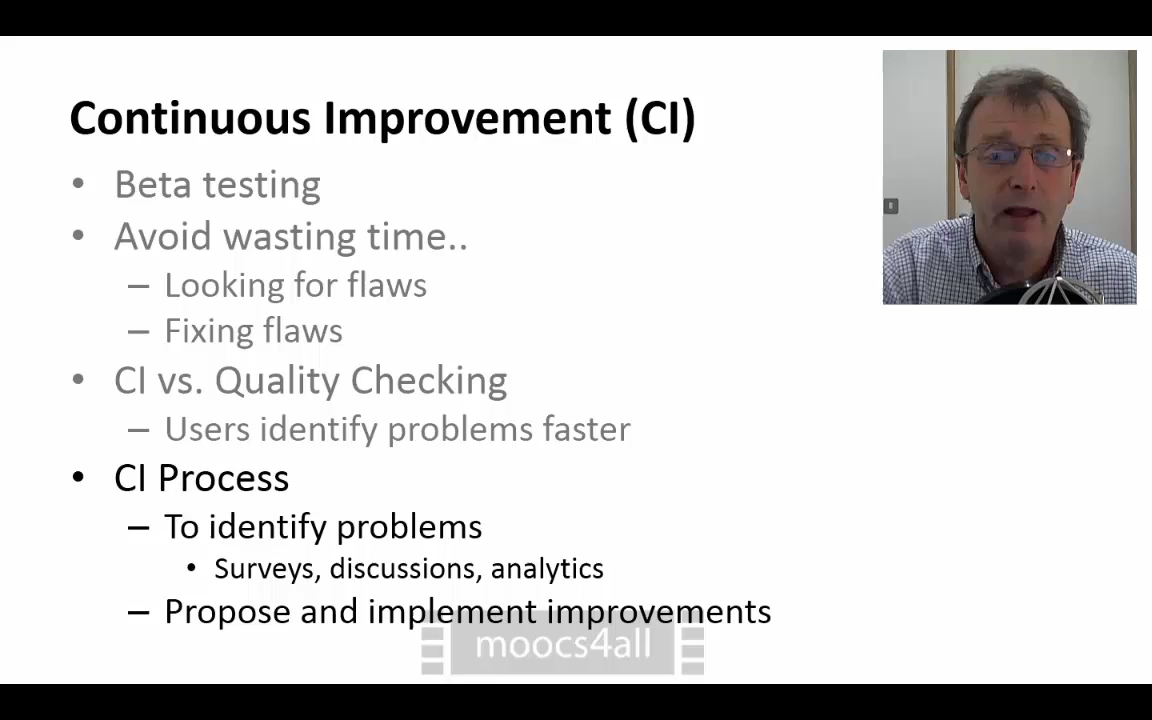 Continuous Improvement (CI)
• Beta testing
• Avoid wasting time..
– Looking for flaws
– Fixing flaws
• CI vs. Quality Checking
– Users identify problems faster
• CI Process
– To identify problems
• Surveys, discussions, analytics
– Propose and implement improvements
moocs4all